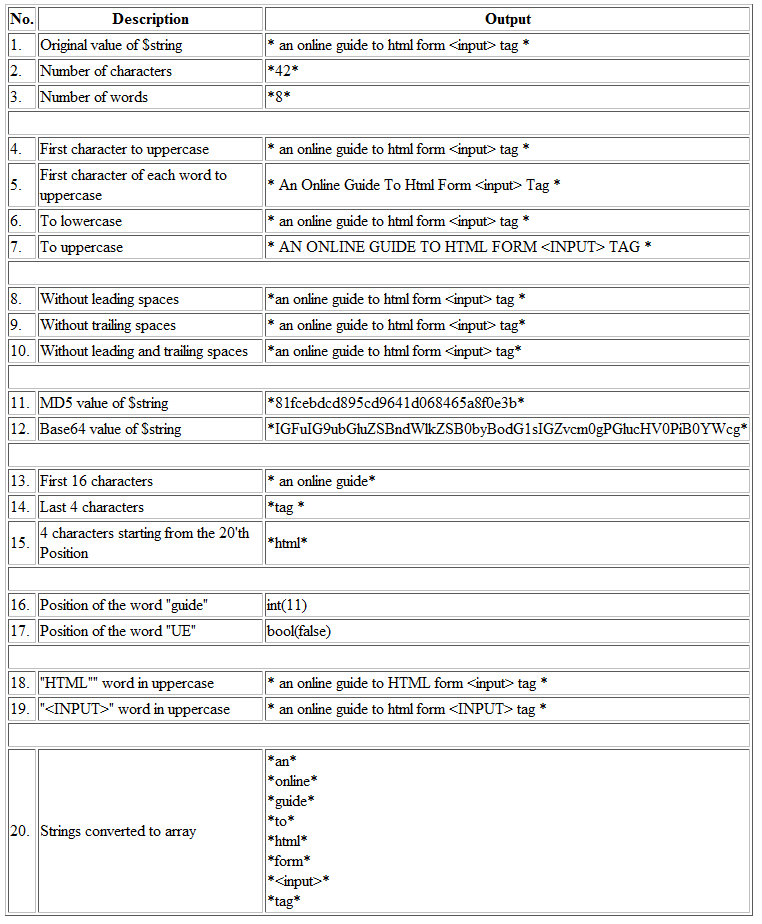 No. Description Output
1. Original value of $string * an online guide to html form <input> tag *
2. Number of characters *42*
3. Number of words *8*
4. First character to uppercase * an online guide to html form <input> tag *
5. First character of each word to
uppercase * An Online Guide To Html Form <input> Tag *
6. To lowercase * an online guide to html form <input> tag *
7. To uppercase * AN ONLINE GUIDE TO HTML FORM <INPUT> TAG *
8. Without leading spaces *an online guide to html form <input> tag *
9. Without trailing spaces * an online guide to html form <input> tag*
10. Without leading and trailing spaces *an online guide to html form <input> tag*
11. MD5 value of $string *81fcebdcd895cd9641d068465a8f0e3b*
12. Base64 value of $string *IGFuIG9ubGluZSBndWlkZSB0byBodG1sIGZvcm0gPGlucHV0PiB0YWcg*
13. First 16 characters * an online guide*
14. Last 4 characters *tag *
15. 4 characters starting from the 20'th
Position *html*
16. Position of the word "guide" int(11)
17. Position of the word "UE" bool(false)
18. "HTML"" word in uppercase * an online guide to HTML form <input> tag *
19. "<INPUT>" word in uppercase * an online guide to html form <INPUT> tag *
20. Strings converted to array *an*
*online*
*guide*
*to*
*html*
*form*
*<input>*
*tag*